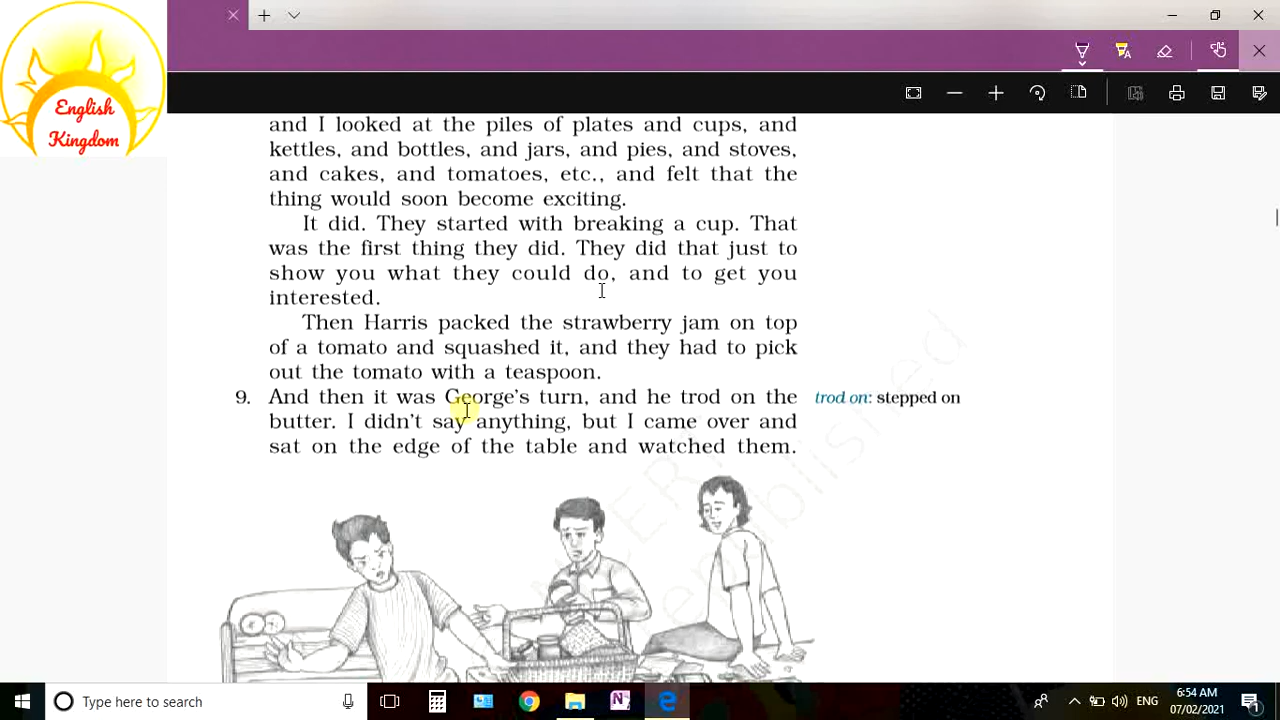 English
Kingdom
and I looked at the piles of plates and cups, and
kettles, and bottles, and jars, and pies, and stoves,
and cakes, and tomatoes, etc., and felt that the
thing would soon become exciting.
It did. They started with breaking a cup. That
was the first thing they did. They did that just to
show you what they could do, and to get you
interested.
Then Harris packed the strawberry jam on top
of a tomato and squashed it, and they had to pick
out the tomato with a teaspoon.
9. And then it was George's turn, and he trod on the
trod on: stepped on
butter. I didn't say anything, but I came over and
sat on the edge of the table and watched them.
Type here to search
ENG
6:54 AM
07/02/2021